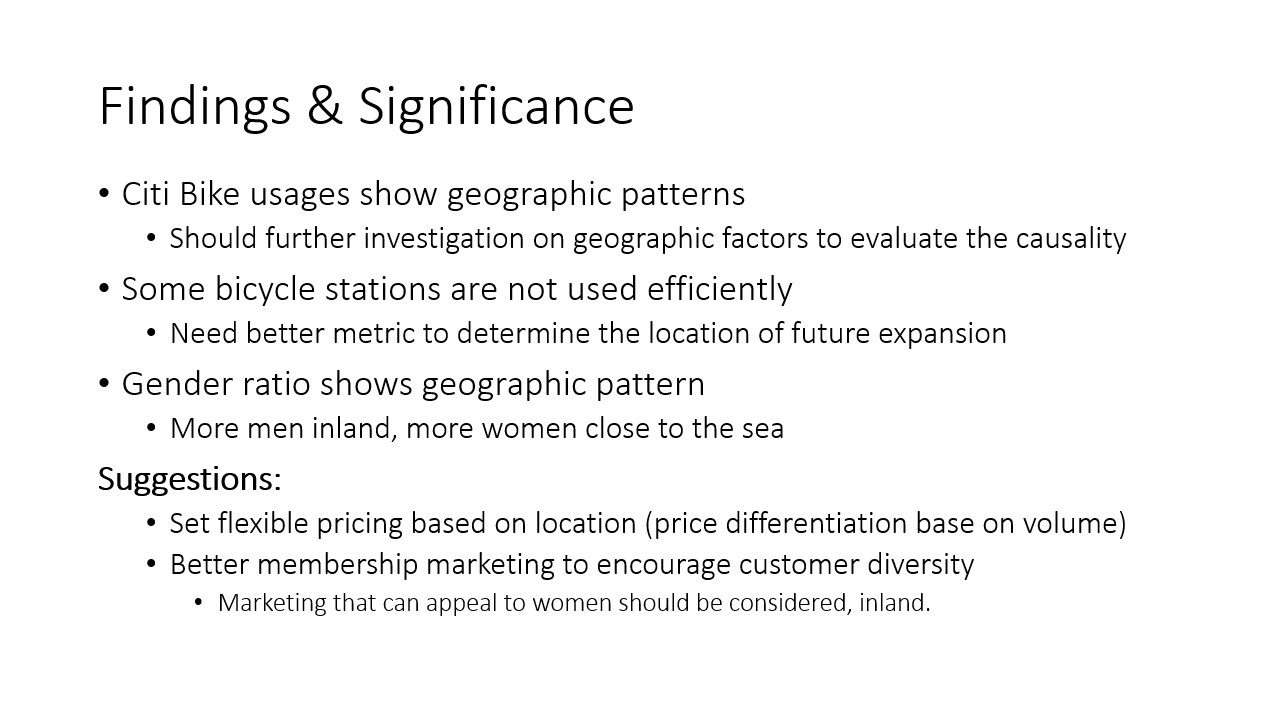 Findings & Significance
• Citi Bike usages show geographic patterns
• Should further investigation on geographic factors to evaluate the causality
• Some bicycle stations are not used efficiently
• Need better metric to determine the location of future expansion
• Gender ratio shows geographic pattern
• More men inland, more women close to the sea
Suggestions:
• Set flexible pricing based on location (price differentiation base on volume)
• Better membership marketing to encourage customer diversity
• Marketing that can appeal to women should be considered, inland.